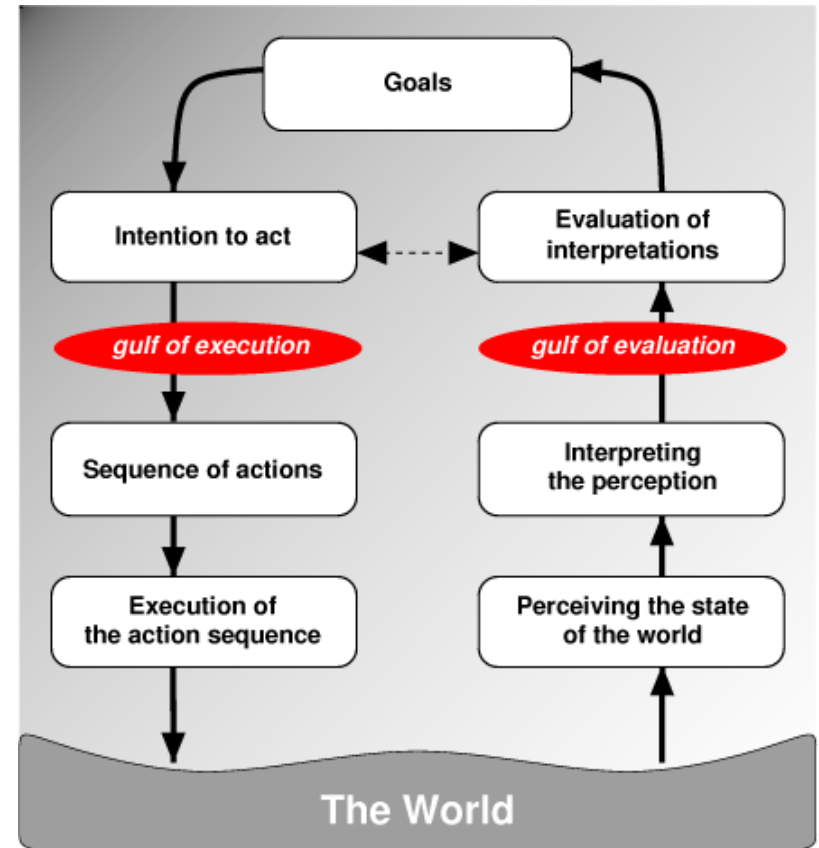 Goals
Intention to act
Evaluation of
interpretations
gulf of execution
gulf of evaluation
Sequence of actions
Interpreting
the perception
Execution of
the action sequence
Perceiving the state
of the world
The World